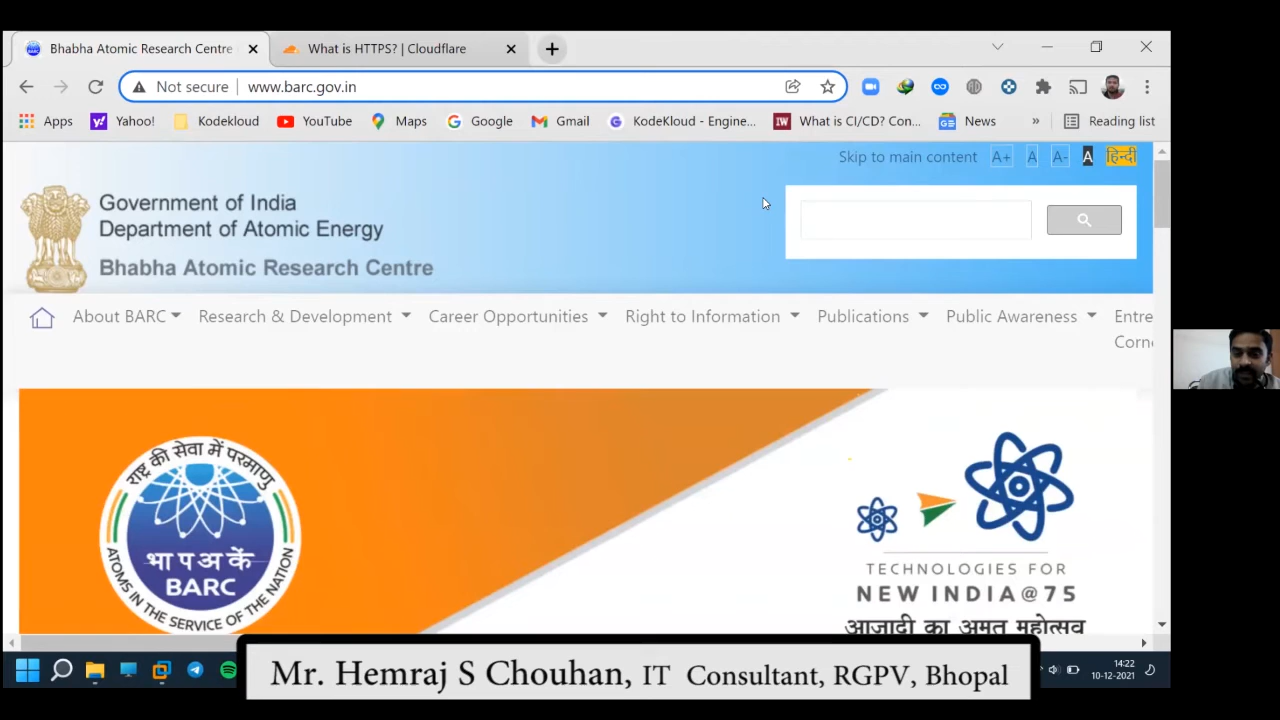 Bhabha Atomic Research Centre
What is HTTPS? | Cloudflare
Not secure
www.barc.gov.in
Apps
Yahoo!
Kodekloud
YouTube
Maps
Google
Gmail
KodeKloud - Engine...
What is CI/CD? Con...
News
»
Reading list
Skip to main content
A+
A
A-
A
हिन्दी
Government of India
Department of Atomic Energy
Bhabha Atomic Research Centre
About BARC
Research & Development
Career Opportunities
Right to Information
Publications
Public Awareness
Entre
Corne
राष्ट्र की सेवा में परमाणु
भा प अ कें
BARC
ATOMS IN THE SERVICE OF THE NATION
TECHNOLOGIES FOR
NEW INDIA@75
आज़ादी का अमृत महोत्सव
Mr. Hemraj S Chouhan, IT Consultant, RGPV, Bhopal
14:22
10-12-2021